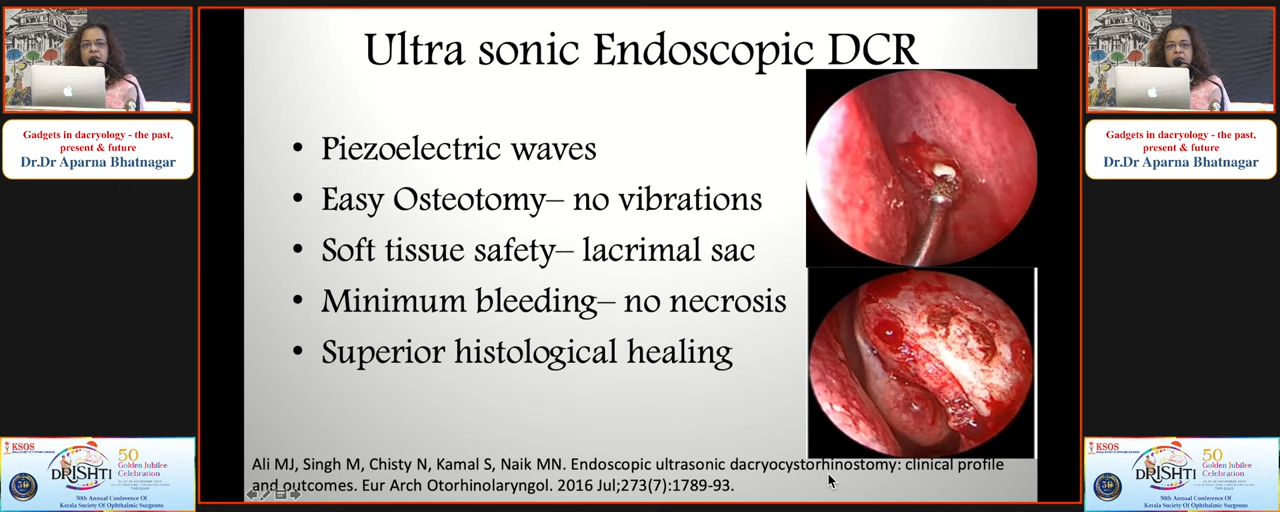 Ultra sonic Endoscopic DCR
• Piezoelectric waves
• Easy Osteotomy– no vibrations
• Soft tissue safety– lacrimal sac
• Minimum bleeding– no necrosis
• Superior histological healing
Ali MJ, Singh M, Chisty N, Kamal S, Naik MN. Endoscopic ultrasonic dacryocystorhinostomy: clinical profile
and outcomes. Eur Arch Otorhinolaryngol. 2016 Jul;273(7):1789-93.
Gadgets in dacryology - the past,
present & future
Dr.Dr Aparna Bhatnagar
Gadgets in dacryology - the past,
present & future
Dr.Dr Aparna Bhatnagar
KSOS
DRISHTI
50
Golden Jubilee
Celebration
50th Annual Conference Of
Kerala Society Of Ophthalmic Surgeons
KSOS
DRISHTI
50
Golden Jubilee
Celebration
50th Annual Conference Of
Kerala Society Of Ophthalmic Surgeons